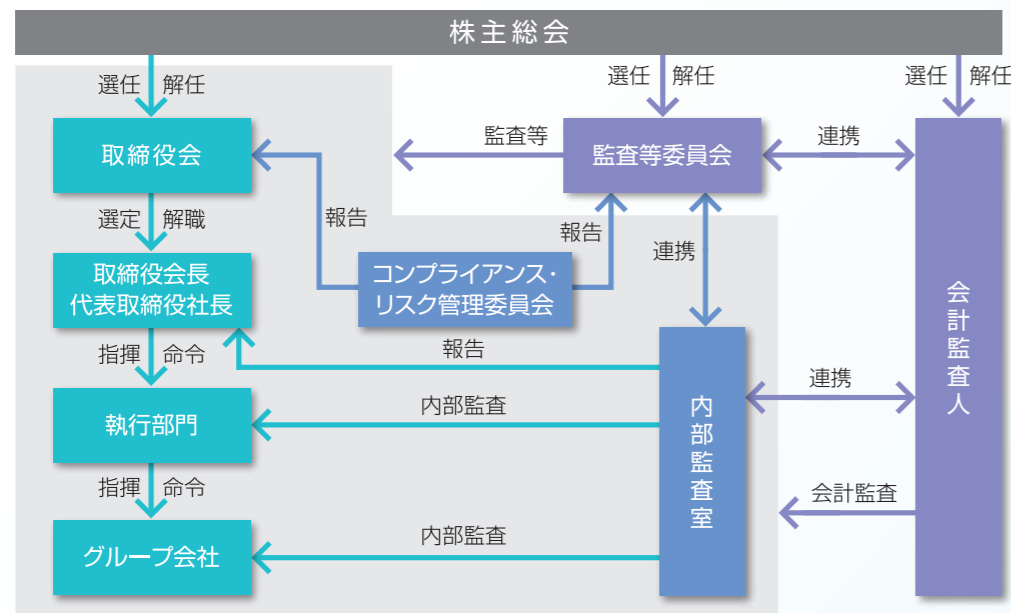 株主総会
選任 解任
選任 解任
選任 解任
取締役会
監査等
監査等委員会
連携
選定 解職
報告
報告
連携
取締役会長
代表取締役社長
コンプライアンス・
リスク管理委員会
会計監査人
指揮 命令
報告
連携
執行部門
内部監査
内部監査室
指揮 命令
会計監査
グループ会社
内部監査